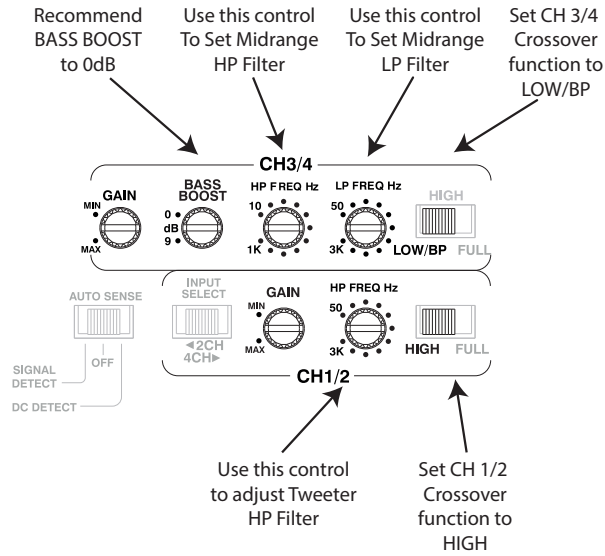 Recommend
BASS BOOST
to 0dB
Use this control
To Set Midrange
HP Filter
Use this control
To Set Midrange
LP Filter
Set CH 3/4
Crossover
function to
LOW/BP
CH3/4
GAIN
MIN
MAX
BASS
BOOST
0
dB
9
HP FREQ Hz
10
1K
LP FREQ Hz
50
3K
HIGH
LOW/BP
FULL
AUTO SENSE
OFF
SIGNAL
DETECT
DC DETECT
INPUT
SELECT
◄2CH
4CH►
GAIN
MIN
MAX
HP FREQ Hz
50
3K
HIGH
FULL
CH1/2
Use this control
to adjust Tweeter
HP Filter
Set CH 1/2
Crossover
function to
HIGH